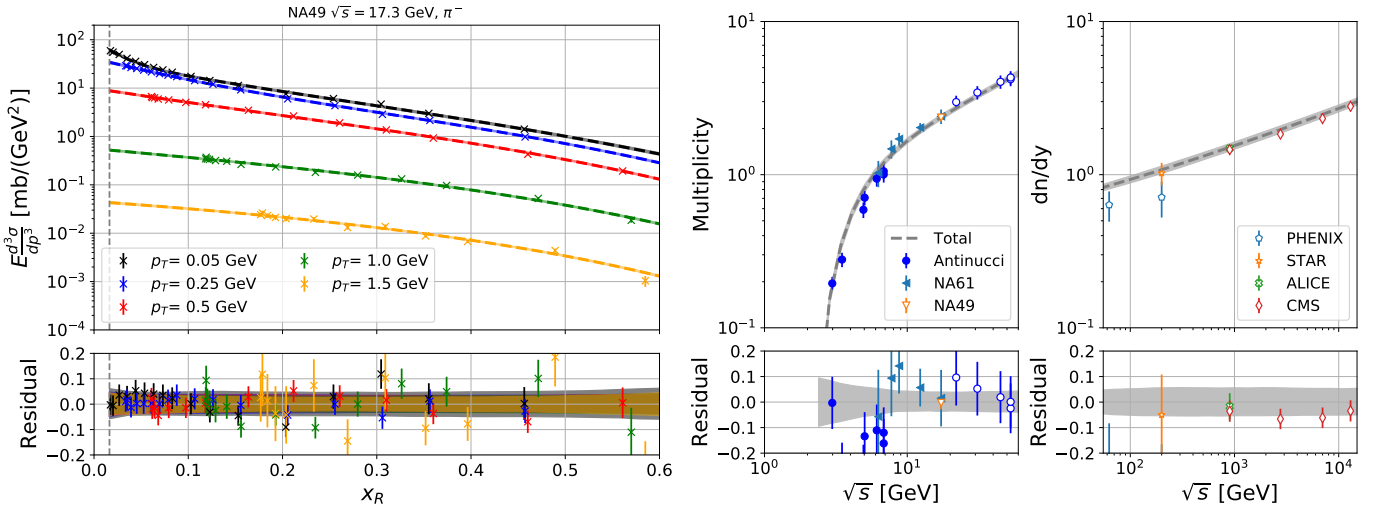 NA49 √s = 17.3 GeV, π⁻
E d³σ/dp³ [mb/(GeV²)]
10² 10¹ 10⁰ 10⁻¹ 10⁻² 10⁻³ 10⁻⁴
p_T= 0.05 GeV
p_T= 0.25 GeV
p_T= 0.5 GeV
p_T= 1.0 GeV
p_T= 1.5 GeV
Residual
0.2 0.1 0.0 −0.1 −0.2
0.0 0.1 0.2 0.3 0.4 0.5 0.6
x_R
Multiplicity
10¹ 10⁰ 10⁻¹
Total
Antinucci
NA61
NA49
Residual
0.2 0.1 0.0 −0.1 −0.2
10⁰ 10¹
√s [GeV]
dn/dy
10¹ 10⁰ 10⁻¹
PHENIX
STAR
ALICE
CMS
Residual
0.2 0.1 0.0 −0.1 −0.2
10² 10³ 10⁴
√s [GeV]